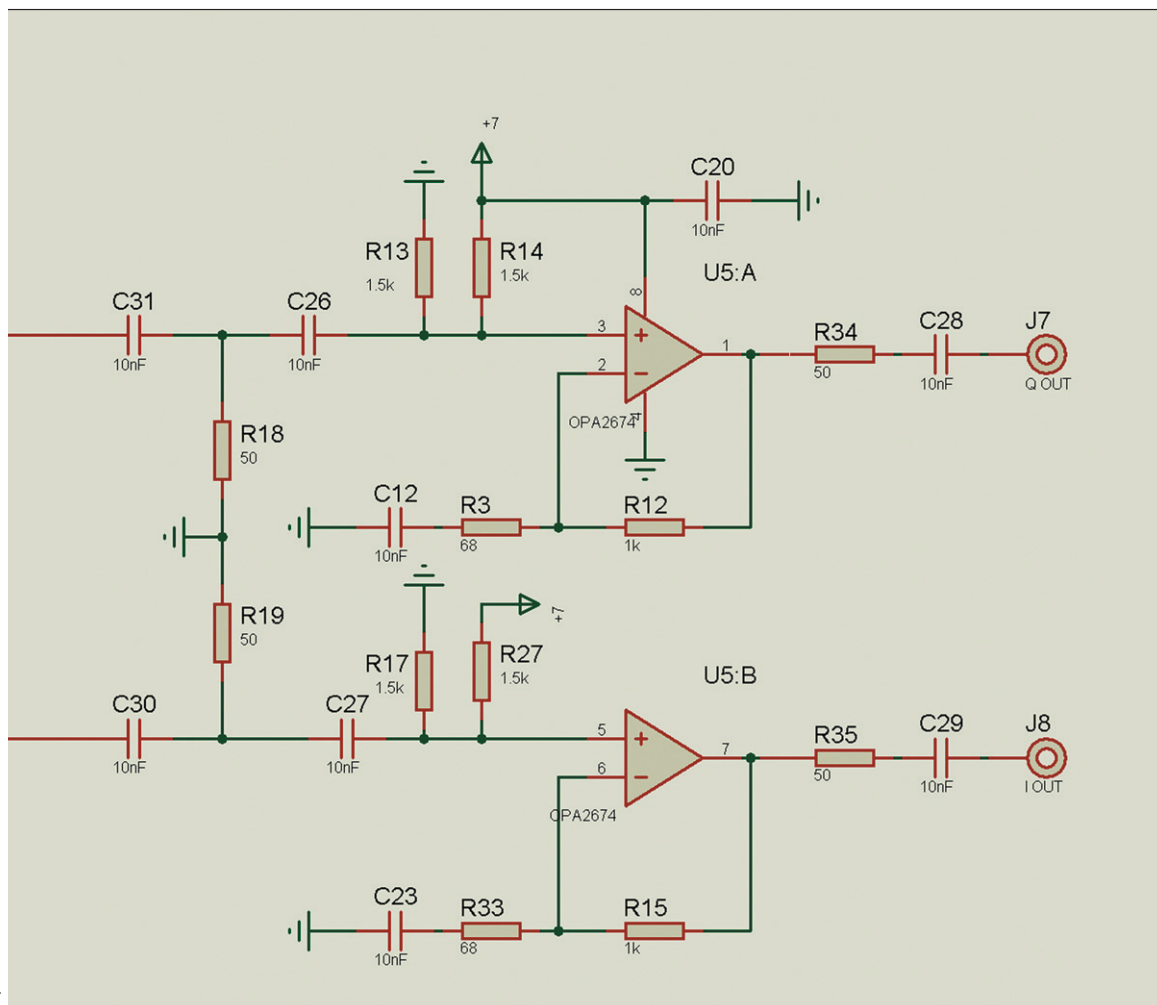 +7
C20
10nF
R13
1.5k
R14
1.5k
U5:A
C31
10nF
C26
10nF
8
3
2
1
4
OPA2674
R34
50
C28
10nF
J7
Q OUT
R18
50
C12
10nF
R3
68
R12
1k
R19
50
+7
R17
1.5k
R27
1.5k
U5:B
C30
10nF
C27
10nF
5
6
7
OPA2674
R35
50
C29
10nF
J8
I OUT
C23
10nF
R33
68
R15
1k